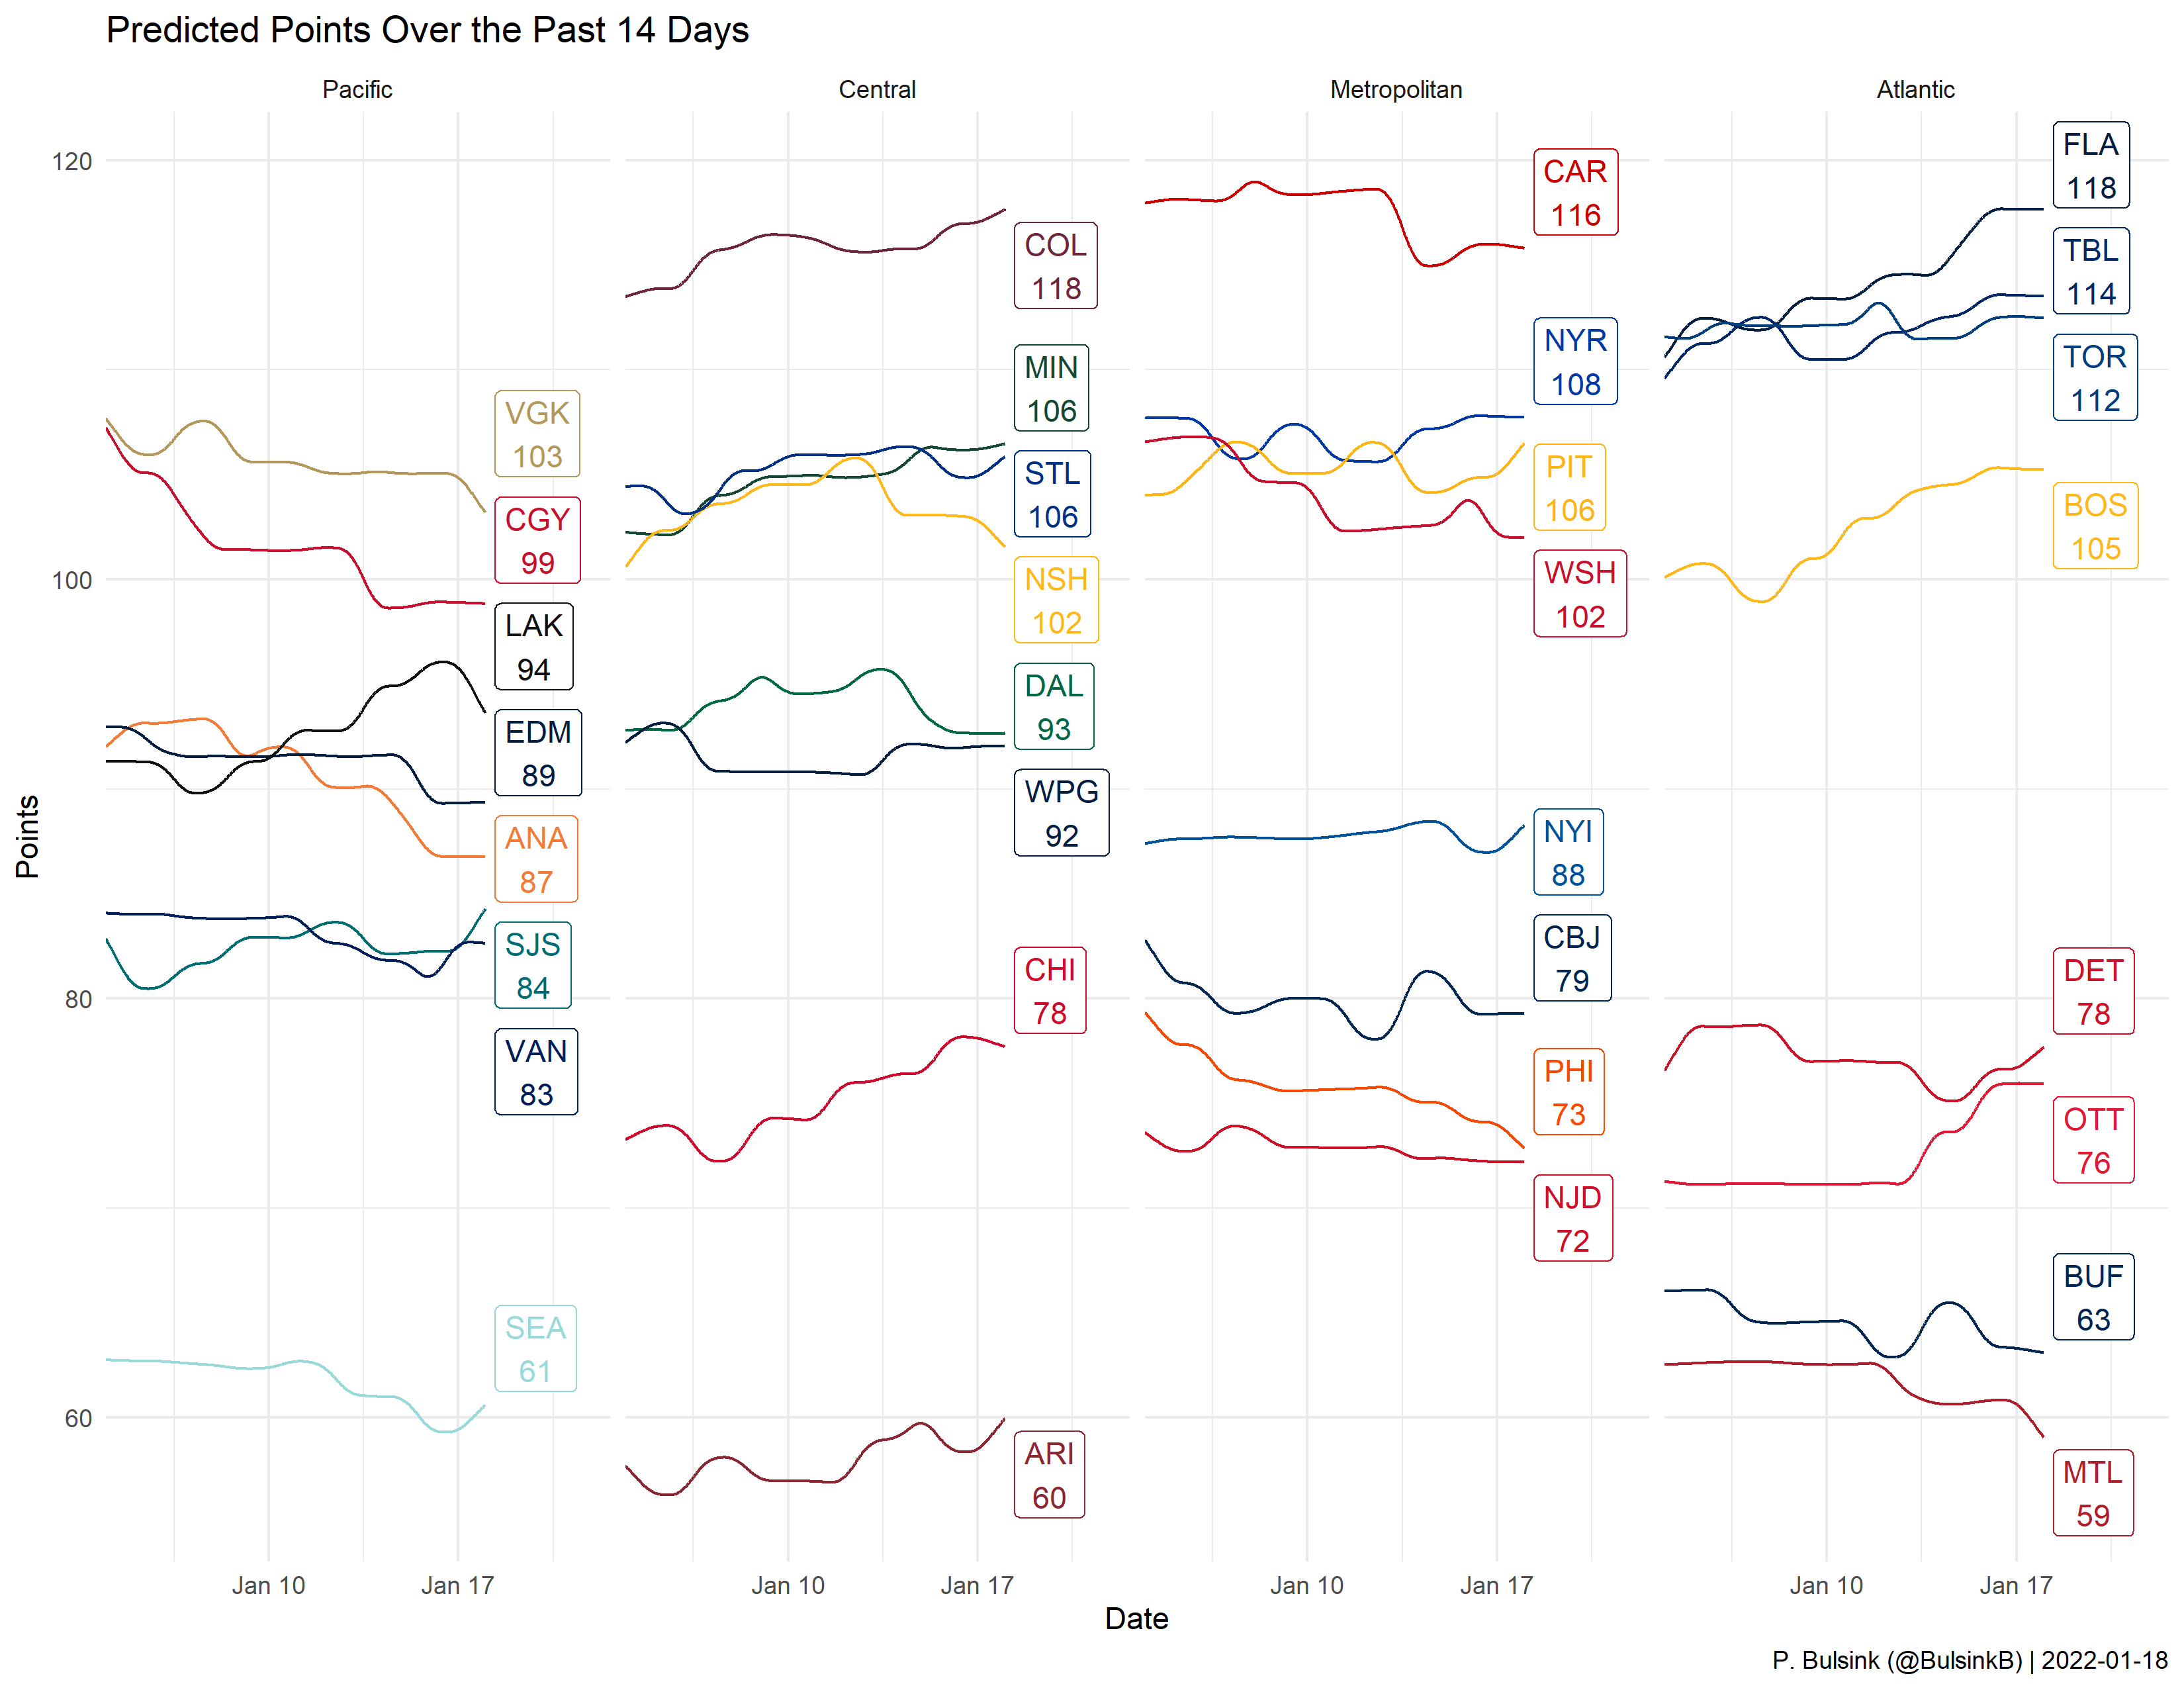 Predicted Points Over the Past 14 Days
Pacific
Central
Metropolitan
Atlantic
Points
120
100
80
60
VGK
103
CGY
99
LAK
94
EDM
89
ANA
87
SJS
84
VAN
83
SEA
61
COL
118
MIN
106
STL
106
NSH
102
DAL
93
WPG
92
CHI
78
ARI
60
CAR
116
NYR
108
PIT
106
WSH
102
NYI
88
CBJ
79
PHI
73
NJD
72
FLA
118
TBL
114
TOR
112
BOS
105
DET
78
OTT
76
BUF
63
MTL
59
Jan 10
Jan 17
Jan 10
Jan 17
Jan 10
Jan 17
Jan 10
Jan 17
Date
P. Bulsink (@BulsinkB) | 2022-01-18